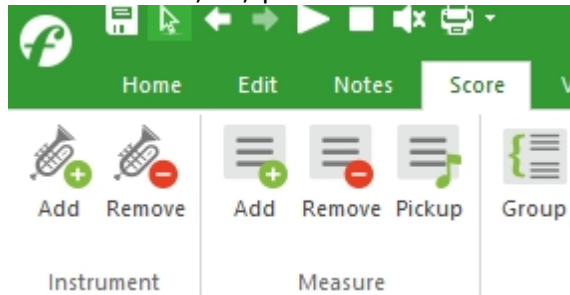 Home Edit Notes Score
Add Remove Add Remove Pickup Group
Instrument Measure